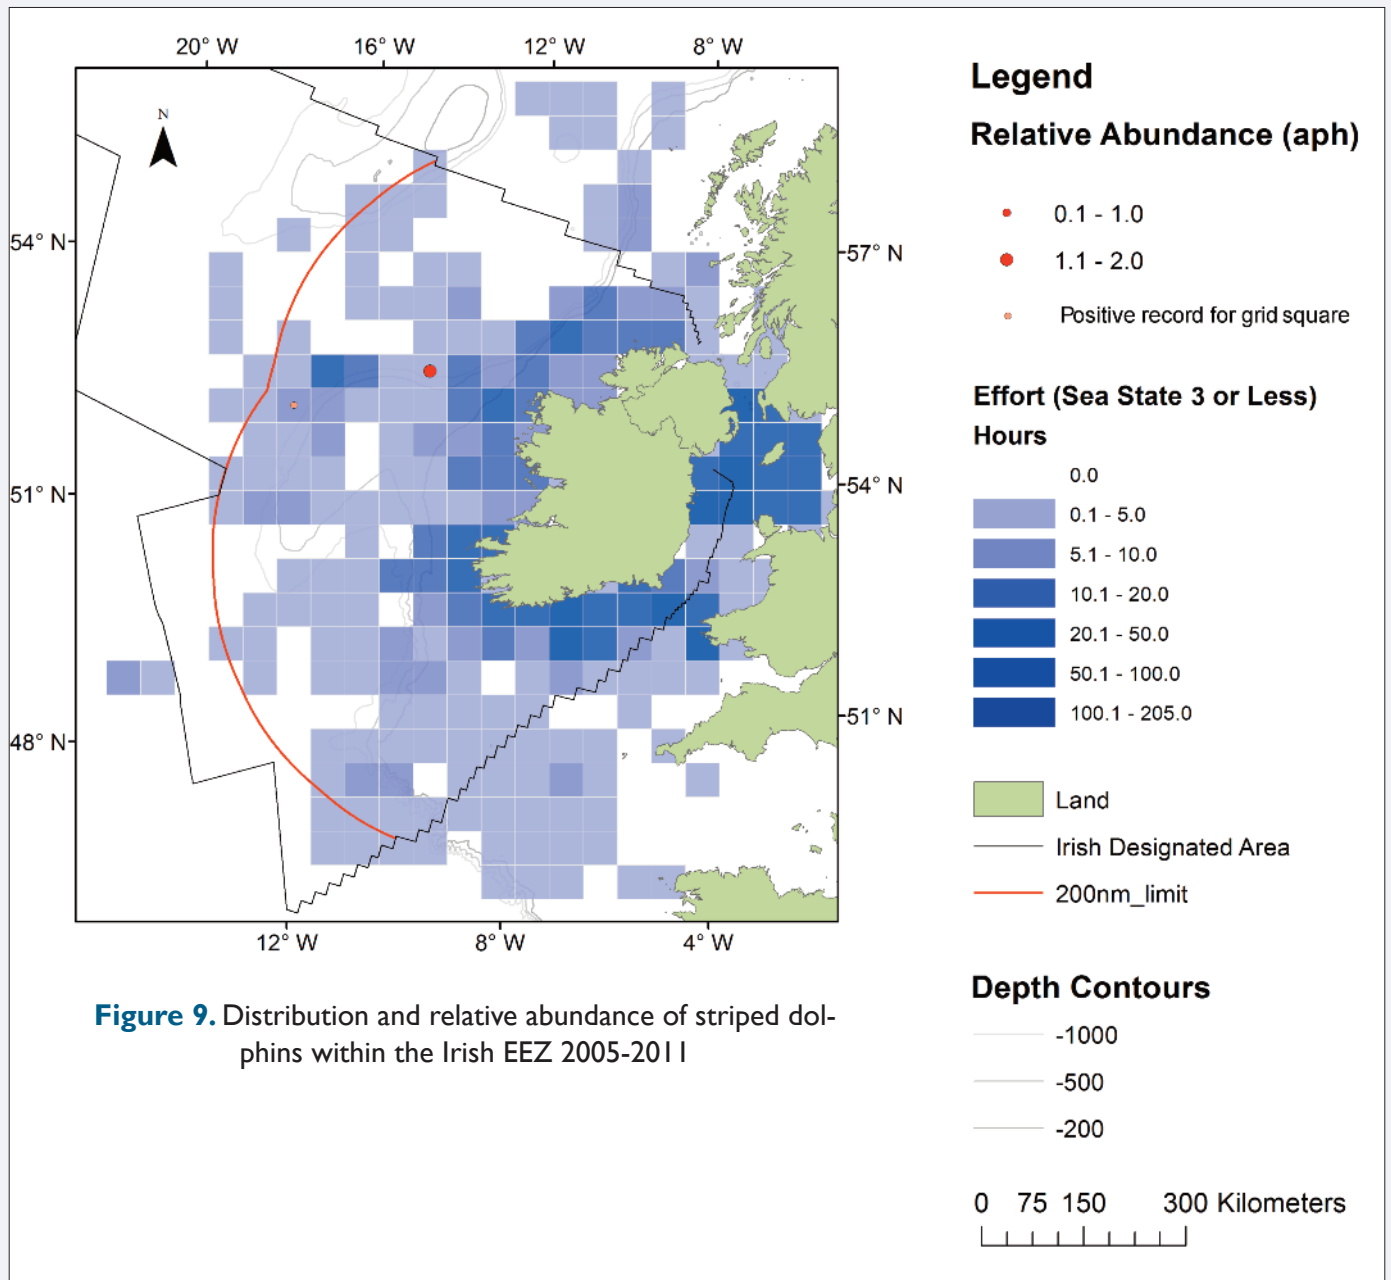 20° W 16° W 12° W 8° W
N
54° N
57° N
51° N
54° N
48° N
51° N
12° W 8° W 4° W
Figure 9. Distribution and relative abundance of striped dol-
phins within the Irish EEZ 2005-2011
Legend
Relative Abundance (aph)
0.1 - 1.0
1.1 - 2.0
Positive record for grid square
Effort (Sea State 3 or Less)
Hours
0.0
0.1 - 5.0
5.1 - 10.0
10.1 - 20.0
20.1 - 50.0
50.1 - 100.0
100.1 - 205.0
Land
Irish Designated Area
200nm_limit
Depth Contours
-1000
-500
-200
0 75 150 300 Kilometers